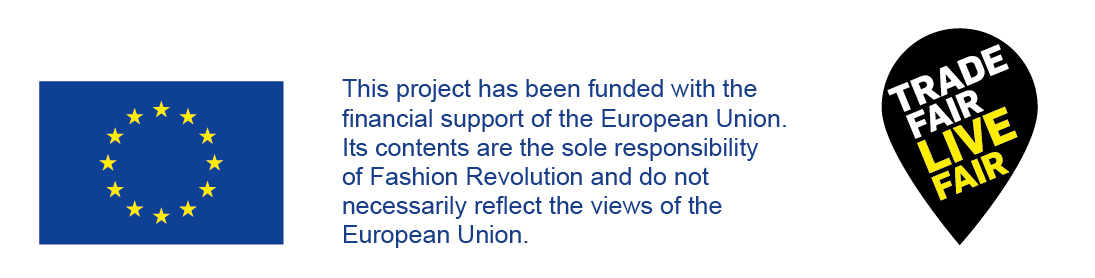 This project has been funded with the
financial support of the European Union.
Its contents are the sole responsibility
of Fashion Revolution and do not
necessarily reflect the views of the
European Union.
TRADE
FAIR
LIVE
FAIR